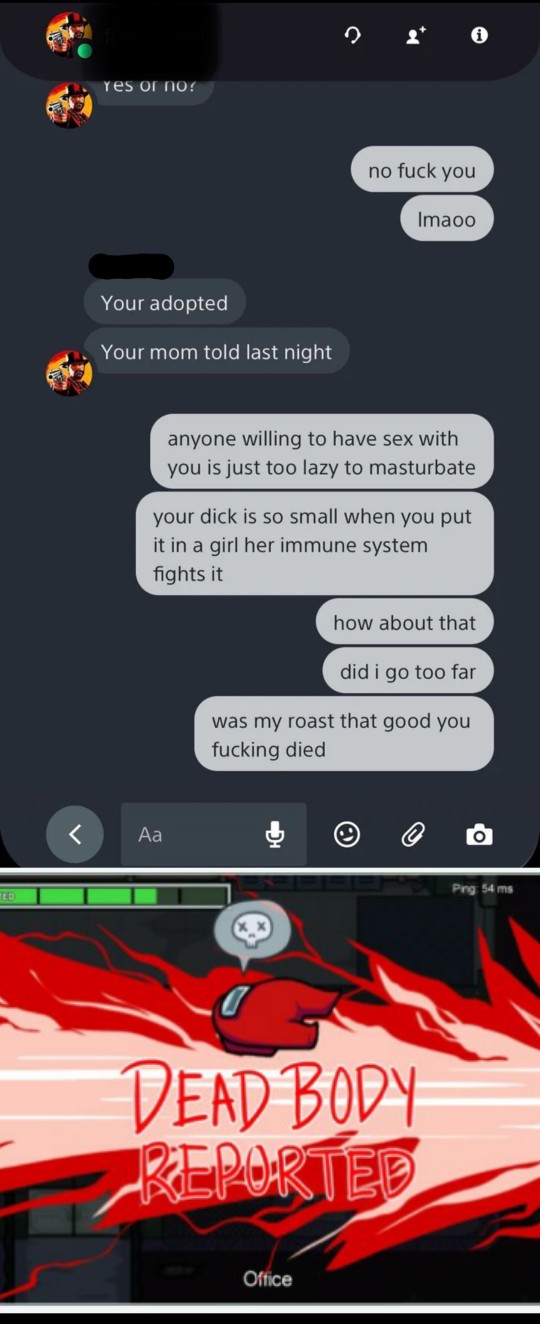 Yes or no?
no fuck you
lmaoo
Your adopted
Your mom told last night
anyone willing to have sex with
you is just too lazy to masturbate
your dick is so small when you put
it in a girl her immune system
fights it
how about that
did i go too far
was my roast that good you
fucking died
Aa
Ping: 54 ms
DEAD BODY
REPORTED
Office